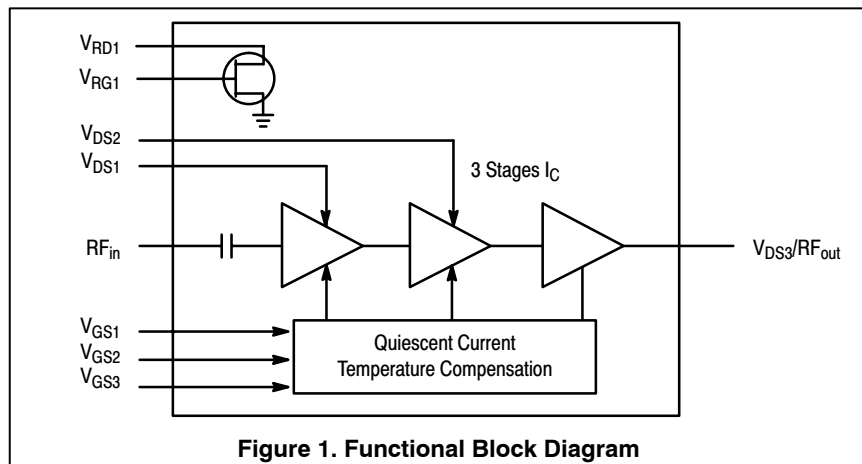 V_RD1
V_RG1
V_DS2
V_DS1
3 Stages I_C
RF_in
V_DS3/RF_out
V_GS1
V_GS2
V_GS3
Quiescent Current
Temperature Compensation
Figure 1. Functional Block Diagram